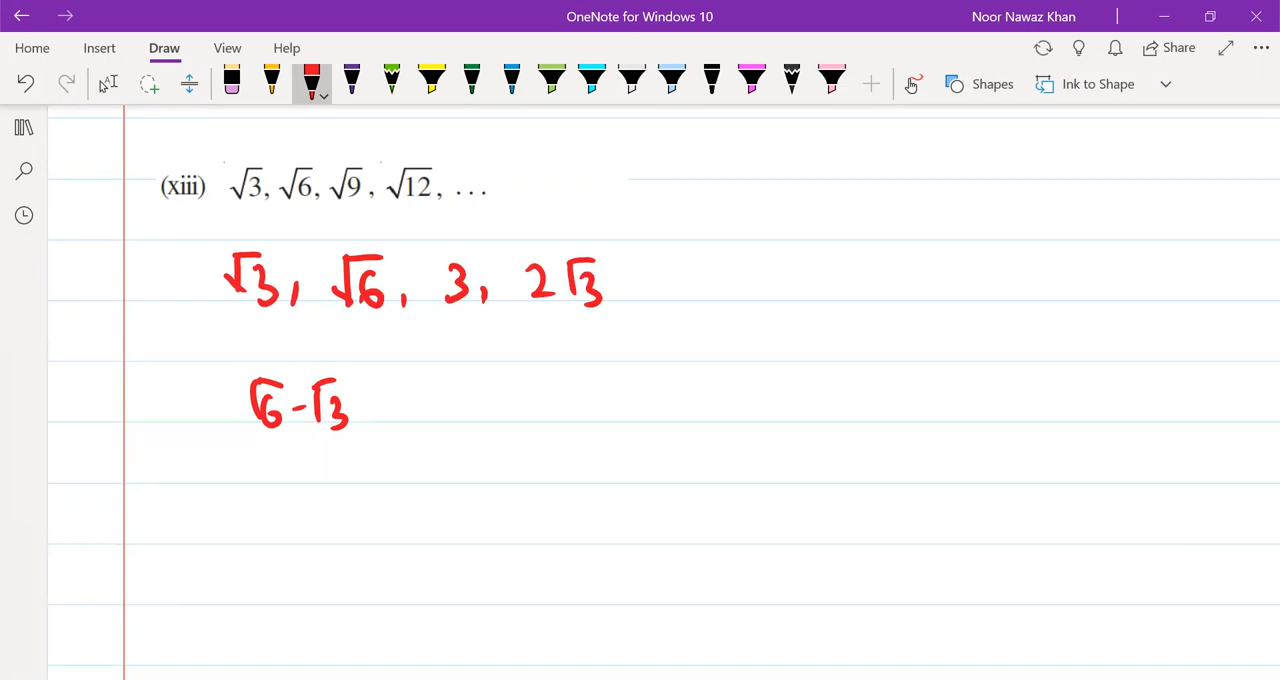 OneNote for Windows 10
Noor Nawaz Khan
Home Insert Draw View Help
Share
Shapes
Ink to Shape
(xiii) √3, √6, √9, √12, ...
√3, √6, 3, 2√3
√6-√3